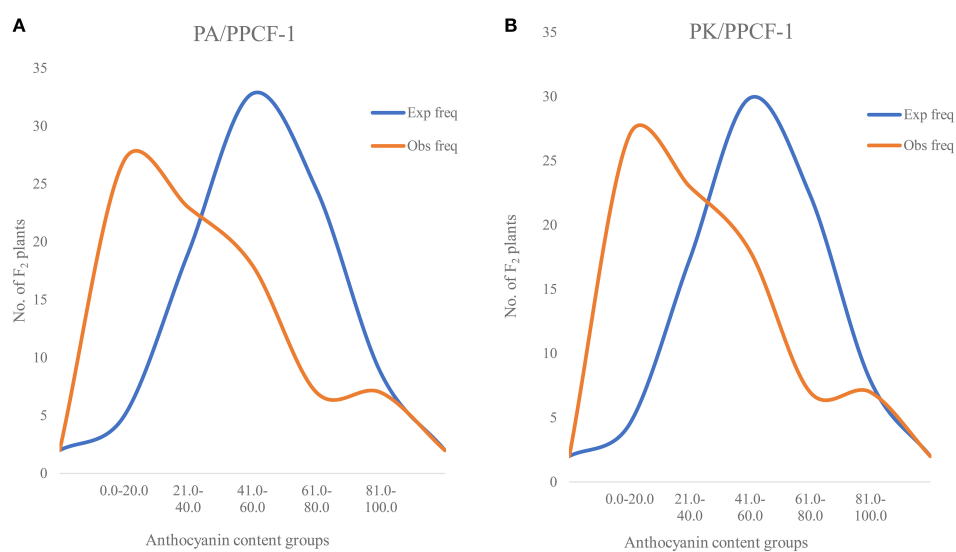 A
PA/PPCF-1
35
30
25
20
15
10
5
0
No. of F₂ plants
Exp freq
Obs freq
0.0-20.0 21.0- 41.0- 61.0- 81.0-
40.0 60.0 80.0 100.0
Anthocyanin content groups
B
PK/PPCF-1
35
30
25
20
15
10
5
0
No. of F₂ plants
Exp freq
Obs freq
0.0-20.0 21.0- 41.0- 61.0- 81.0-
40.0 60.0 80.0 100.0
Anthocyanin content groups